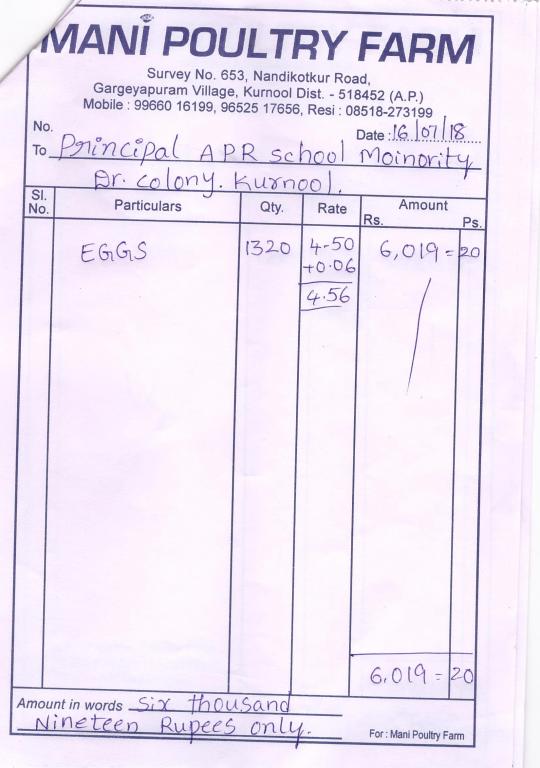 MANI POULTRY FARM
Survey No. 653, Nandikotkur Road,
Gargeyapuram Village, Kurnool Dist. - 518452 (A.P.)
Mobile : 99660 16199, 96525 17656, Resi : 08518-273199
No.
Date : 16/07/18
To Principal APR school Moinority
Dr. colony. Kurnool.
Sl. No. Particulars Qty. Rate Amount Rs. Ps.
EGGS 1320 4-50 6,019=20
+0.06
4.56
6,019=20
Amount in words Six thousand
Nineteen Rupees only.
For : Mani Poultry Farm